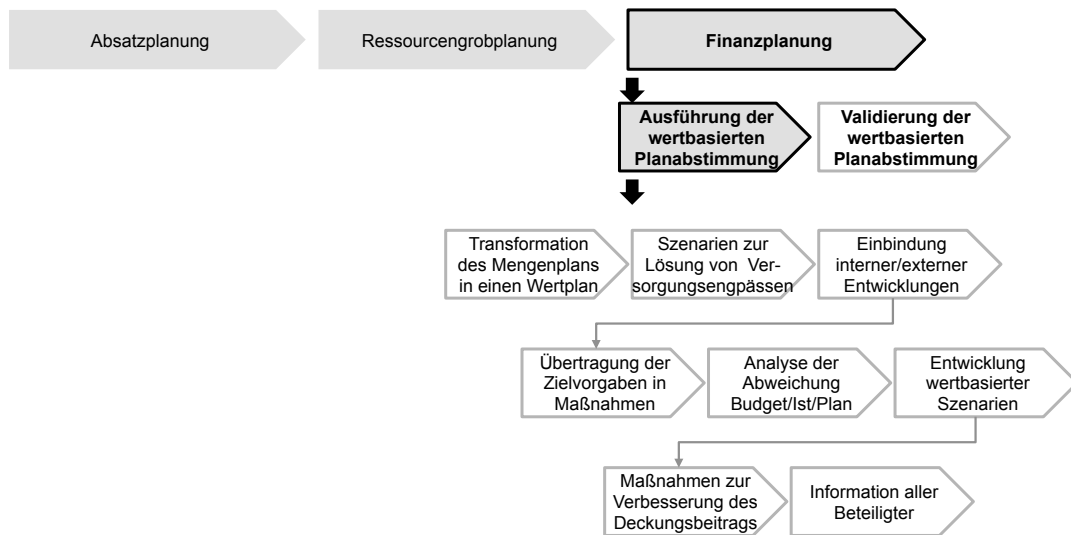 Absatzplanung
Ressourcengrobplanung
Finanzplanung
Ausführung der
wertbasierten
Planabstimmung
Validierung der
wertbasierten
Planabstimmung
Transformation
des Mengenplans
in einen Wertplan
Szenarien zur
Lösung von Ver-
sorgungsengpässen
Einbindung
interner/externer
Entwicklungen
Übertragung der
Zielvorgaben in
Maßnahmen
Analyse der
Abweichung
Budget/Ist/Plan
Entwicklung
wertbasierter
Szenarien
Maßnahmen zur
Verbesserung des
Deckungsbeitrags
Information aller
Beteiligter